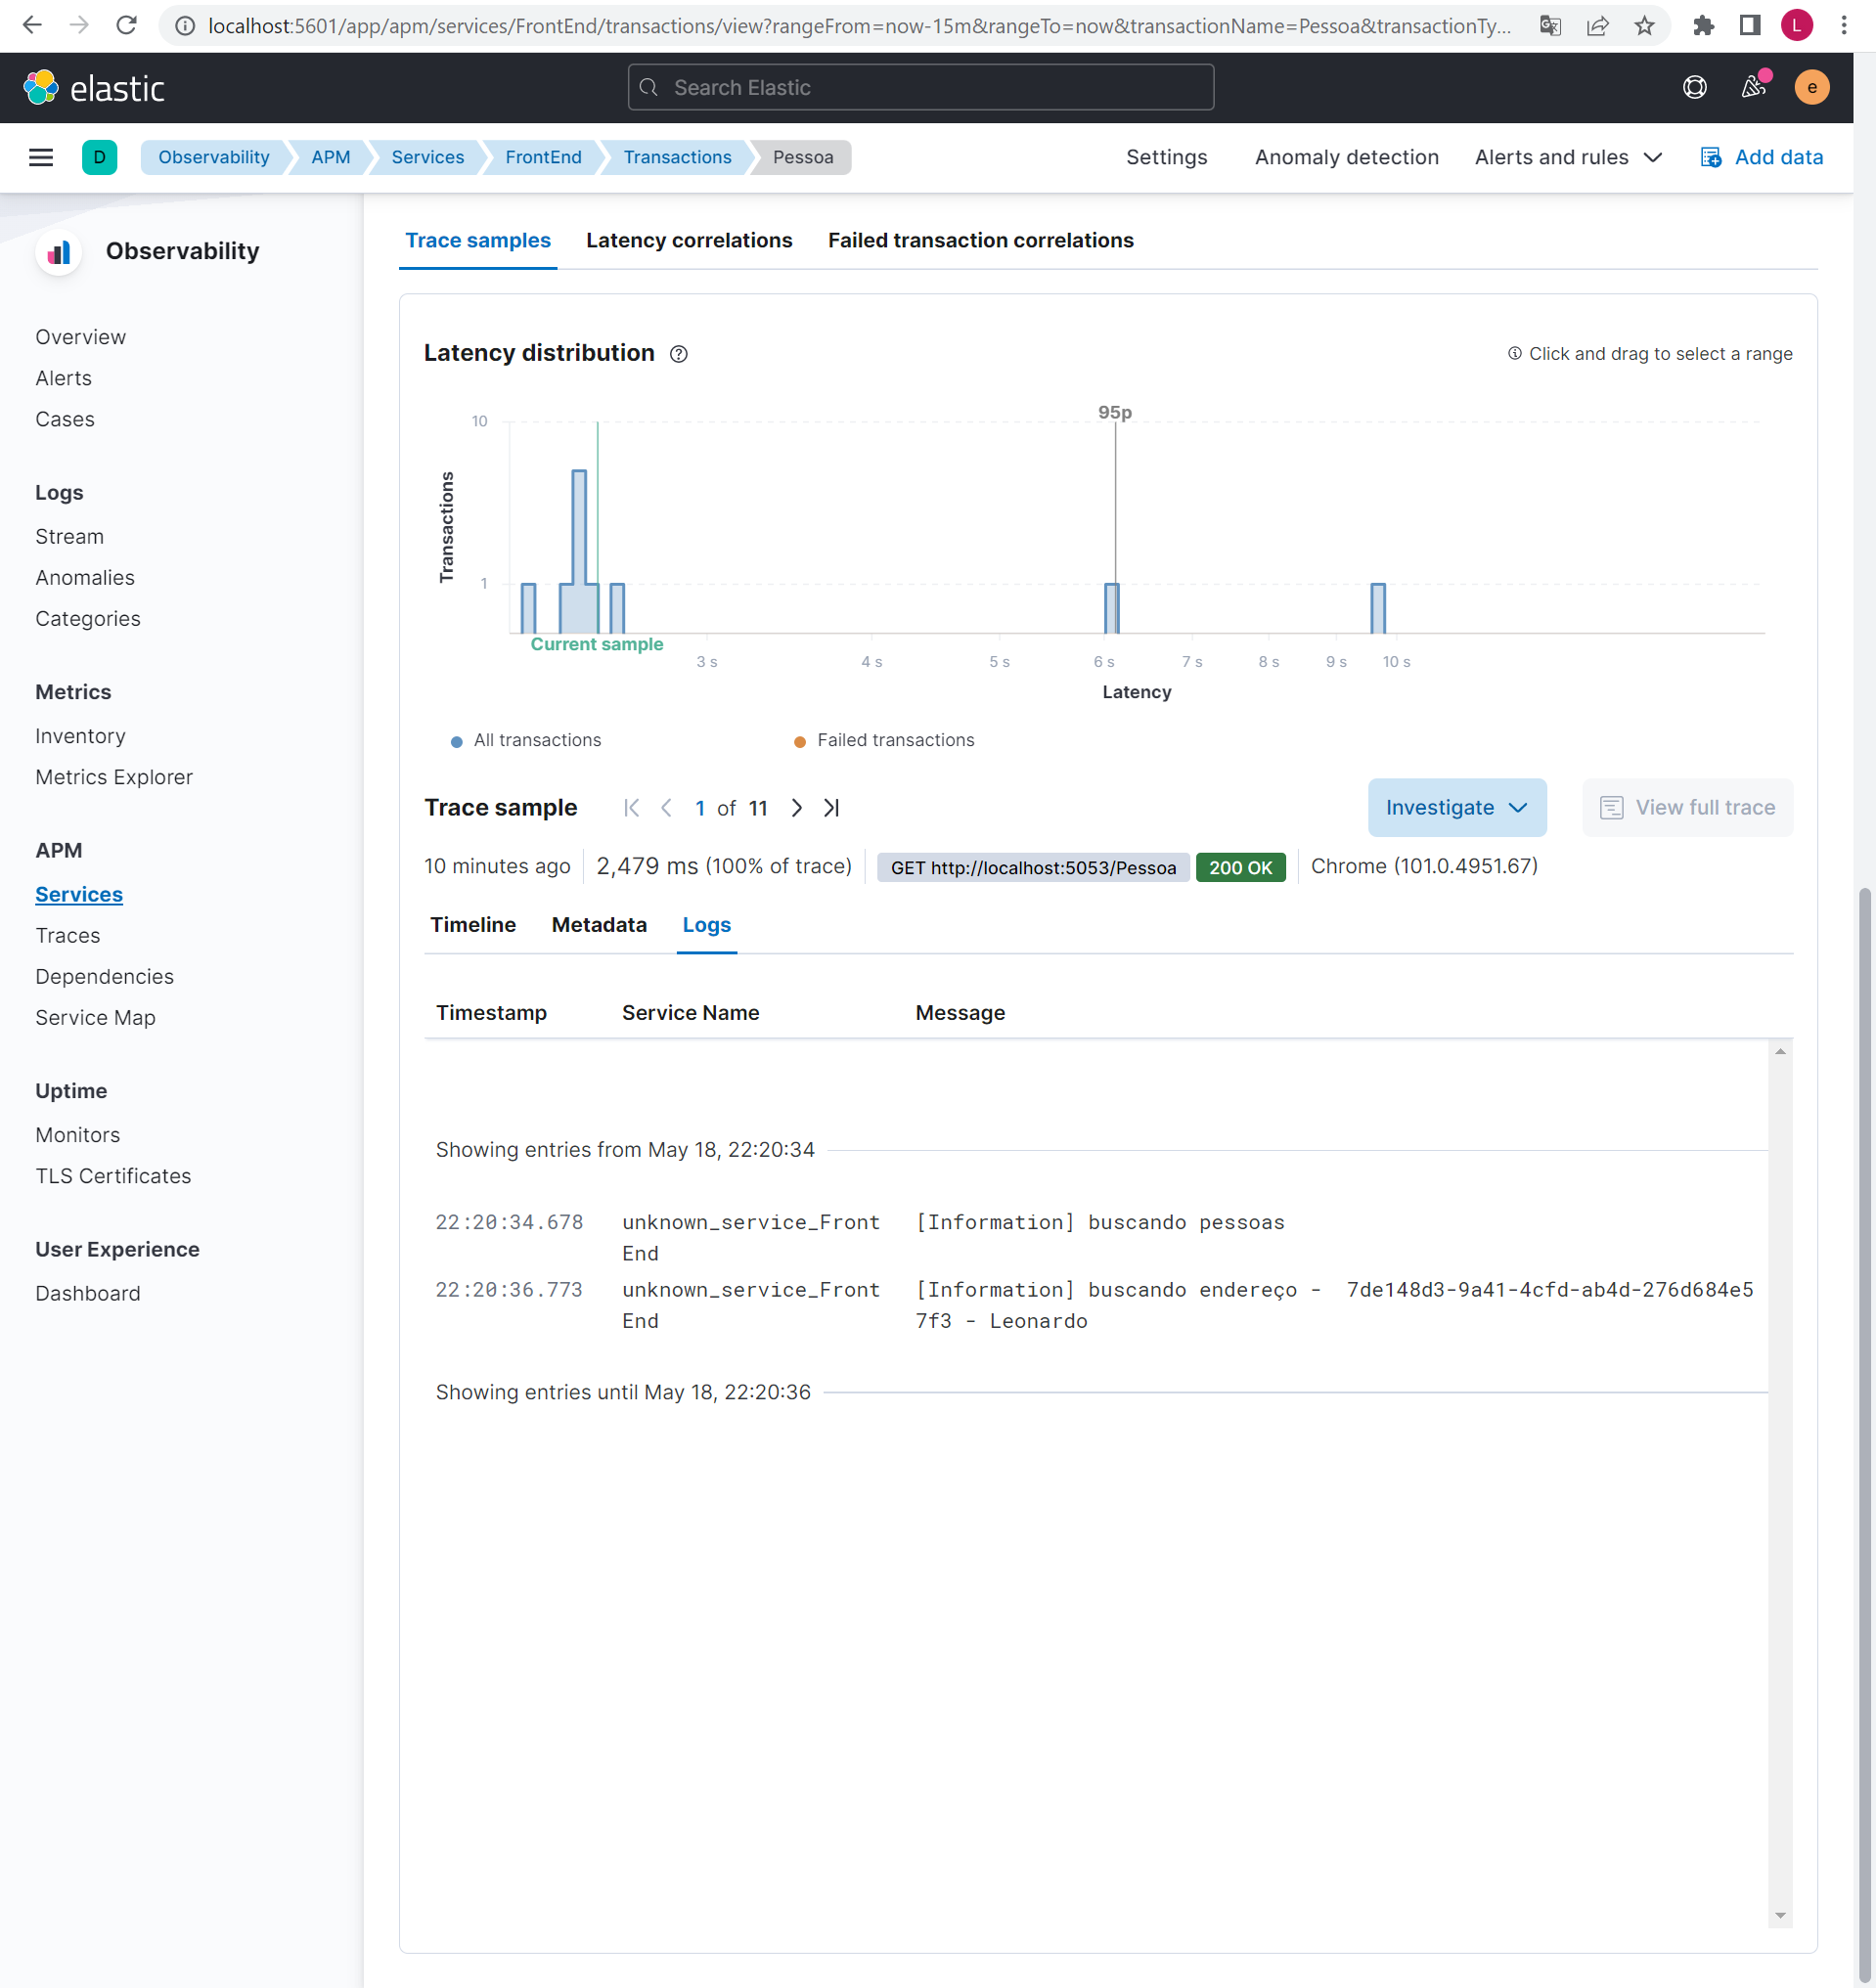 localhost:5601/app/apm/services/FrontEnd/transactions/view?rangeFrom=now-15m&rangeTo=now&transactionName=Pessoa&transactionTy...
L
elastic
Search Elastic
e
D
Observability
APM
Services
FrontEnd
Transactions
Pessoa
Settings
Anomaly detection
Alerts and rules
Add data
Observability
Overview
Alerts
Cases
Logs
Stream
Anomalies
Categories
Metrics
Inventory
Metrics Explorer
APM
Services
Traces
Dependencies
Service Map
Uptime
Monitors
TLS Certificates
User Experience
Dashboard
Trace samples
Latency correlations
Failed transaction correlations
Latency distribution
Click and drag to select a range
95p
10
1
Transactions
Current sample
3 s
4 s
5 s
6 s
7 s
8 s
9 s
10 s
Latency
All transactions
Failed transactions
Trace sample
1 of 11
Investigate
View full trace
10 minutes ago
2,479 ms (100% of trace)
GET http://localhost:5053/Pessoa
200 OK
Chrome (101.0.4951.67)
Timeline
Metadata
Logs
Timestamp
Service Name
Message
Showing entries from May 18, 22:20:34
22:20:34.678
unknown_service_Front
End
[Information] buscando pessoas
22:20:36.773
unknown_service_Front
End
[Information] buscando endereço - 7de148d3-9a41-4cfd-ab4d-276d684e5
7f3 - Leonardo
Showing entries until May 18, 22:20:36